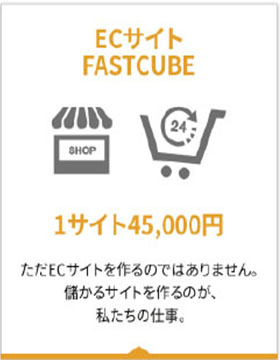 ECサイト
FASTCUBE
SHOP
24
1サイト45,000円
ただECサイトを作るのではありません。
儲かるサイトを作るのが、
私たちの仕事。